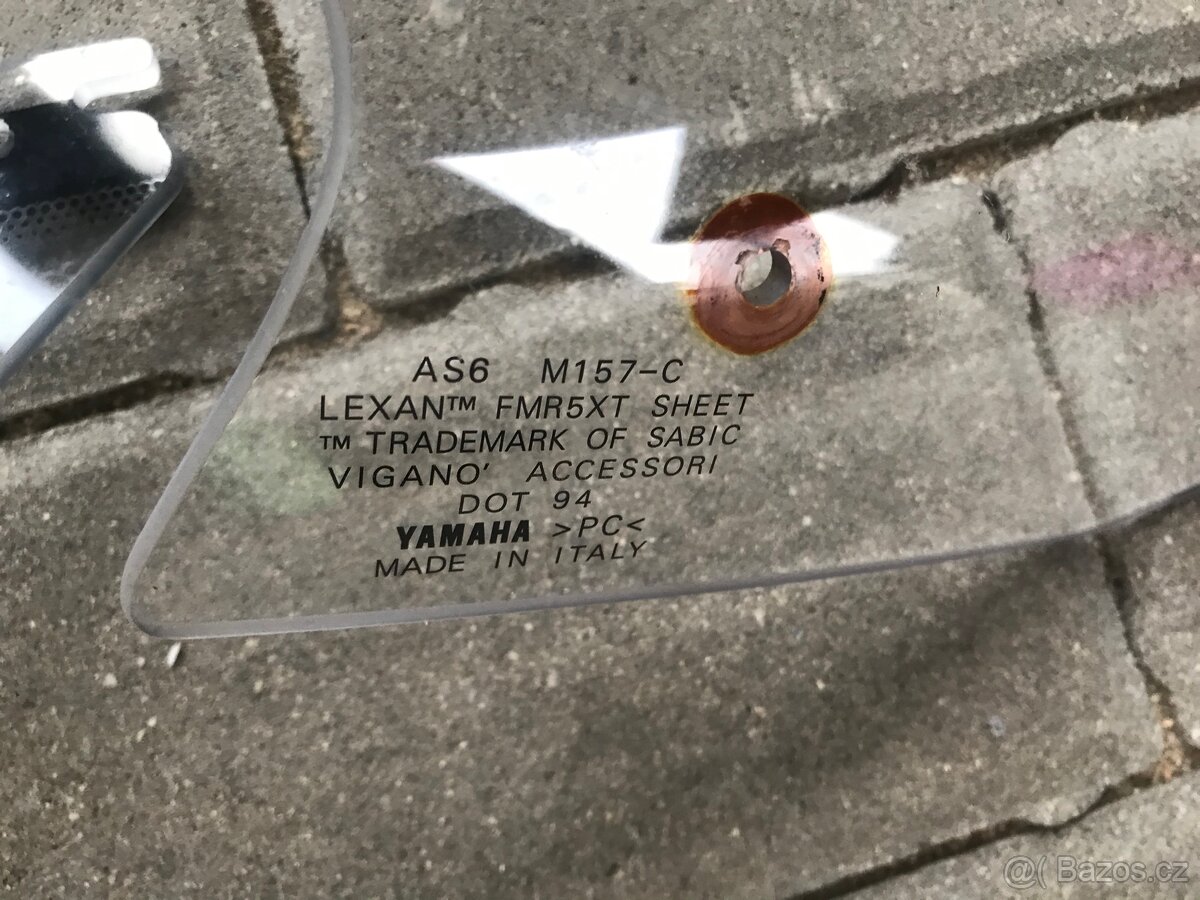 AS6 M157-C
LEXAN™ FMR5XT SHEET
™ TRADEMARK OF SABIC
VIGANO' ACCESSORI
DOT 94
YAMAHA >PC<
MADE IN ITALY
@( Bazos.cz